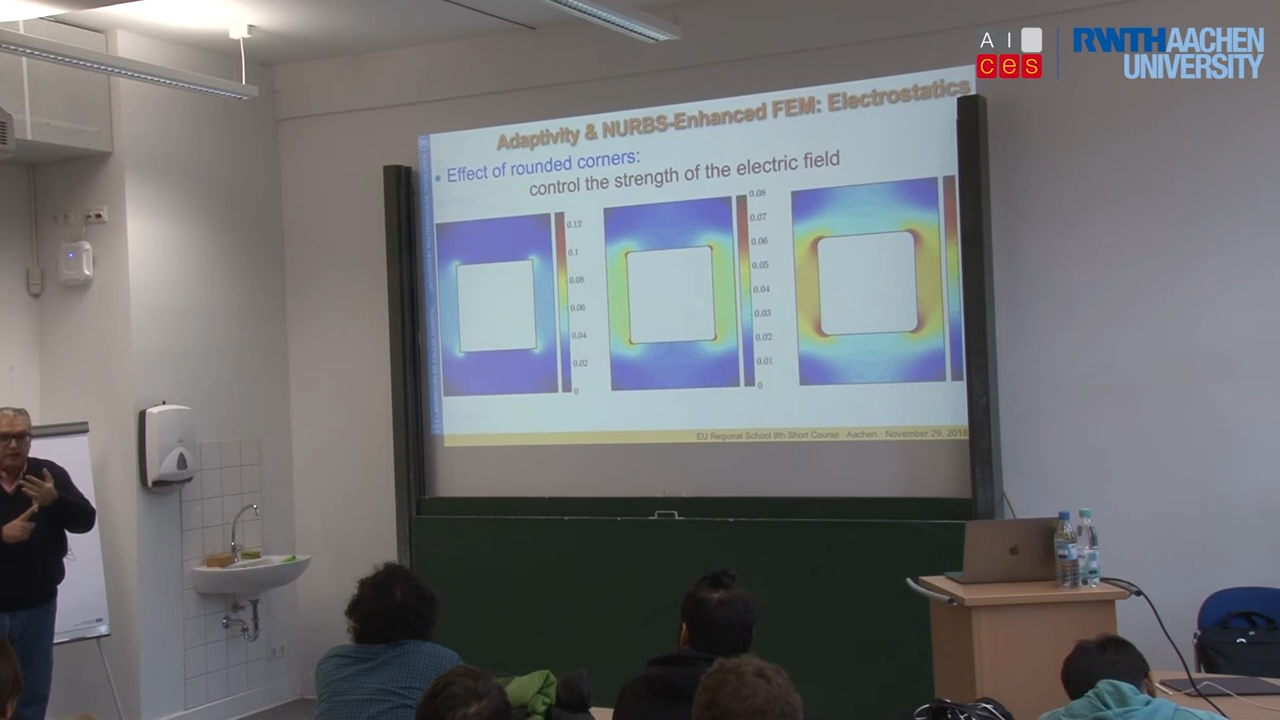 AI
ces
RWTHAACHEN
UNIVERSITY
Adaptivity & NURBS-Enhanced FEM: Electrostatics
• Effect of rounded corners:
control the strength of the electric field
0.12
0.1
0.08
0.06
0.04
0.02
0
0.08
0.07
0.06
0.05
0.04
0.03
0.02
0.01
0
EU Regional School 9th Short Course · Aachen · November 29, 2018